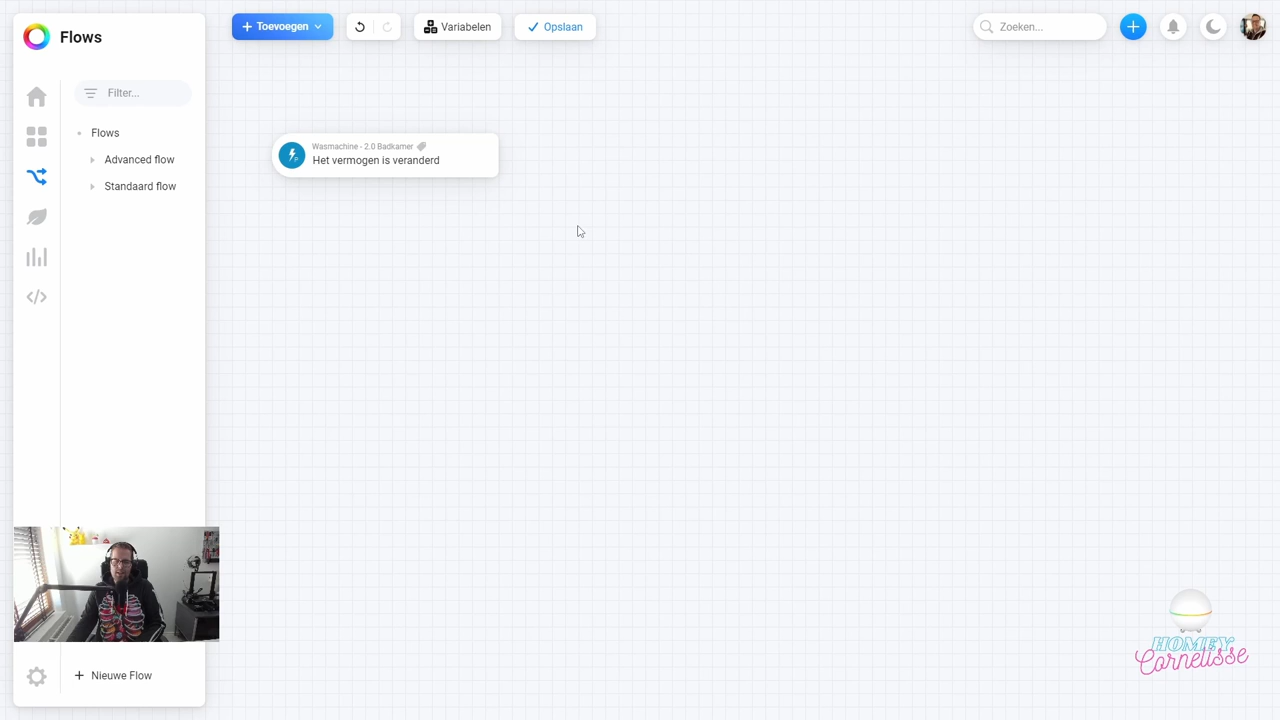 Flows
Toevoegen
Variabelen
Opslaan
Zoeken...
Filter...
Flows
Advanced flow
Standaard flow
Wasmachine - 2.0 Badkamer
Het vermogen is veranderd
Nieuwe Flow
HOMEY
Cornelisse